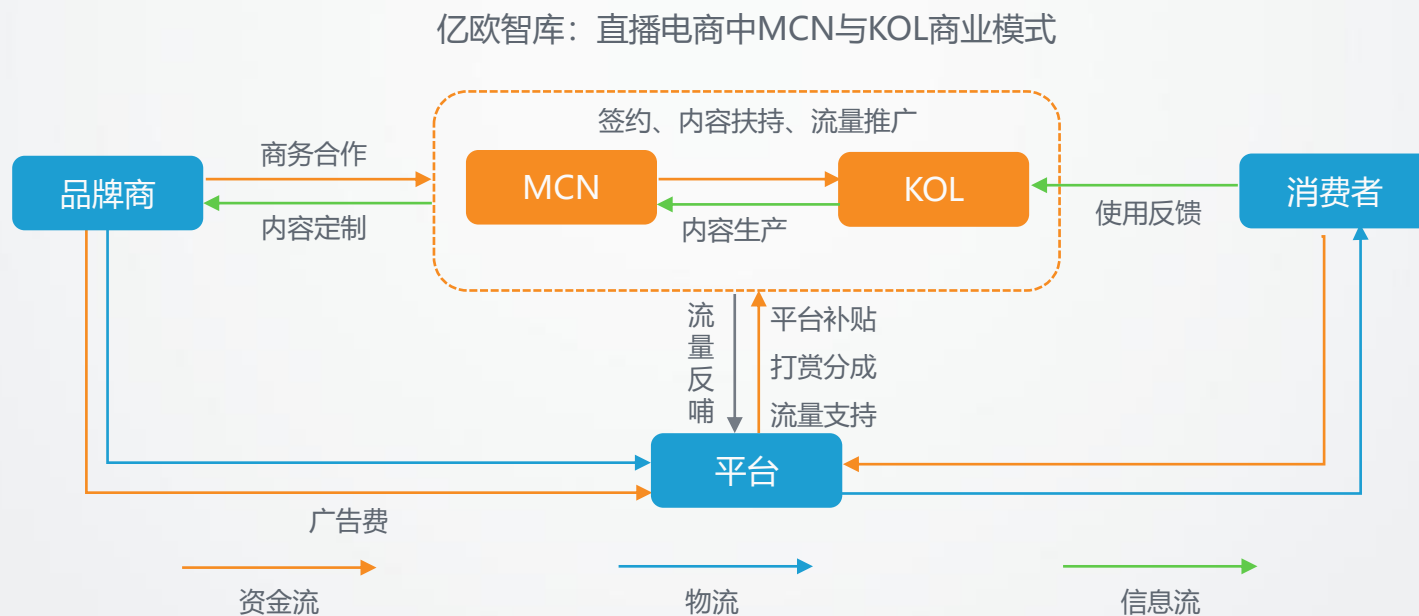 亿欧智库：直播电商中MCN与KOL商业模式
签约、内容扶持、流量推广
商务合作
品牌商
MCN
KOL
消费者
内容定制
内容生产
使用反馈
流量反哺
平台补贴
打赏分成
流量支持
平台
广告费
资金流
物流
信息流